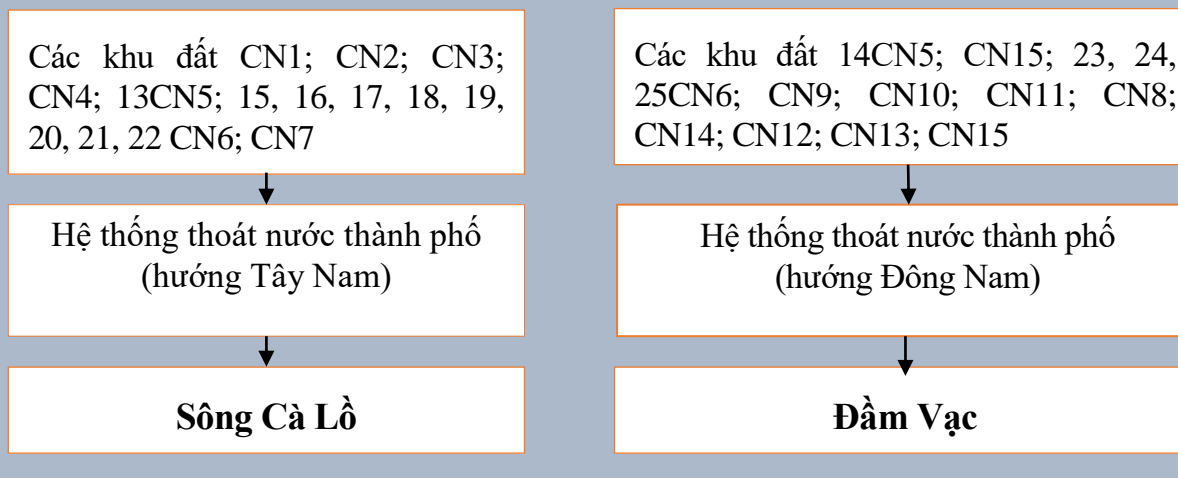 Các khu đất CN1; CN2; CN3;
CN4; 13CN5; 15, 16, 17, 18, 19,
20, 21, 22 CN6; CN7
Hệ thống thoát nước thành phố
(hướng Tây Nam)
Sông Cà Lồ
Các khu đất 14CN5; CN15; 23, 24,
25CN6; CN9; CN10; CN11; CN8;
CN14; CN12; CN13; CN15
Hệ thống thoát nước thành phố
(hướng Đông Nam)
Đầm Vạc